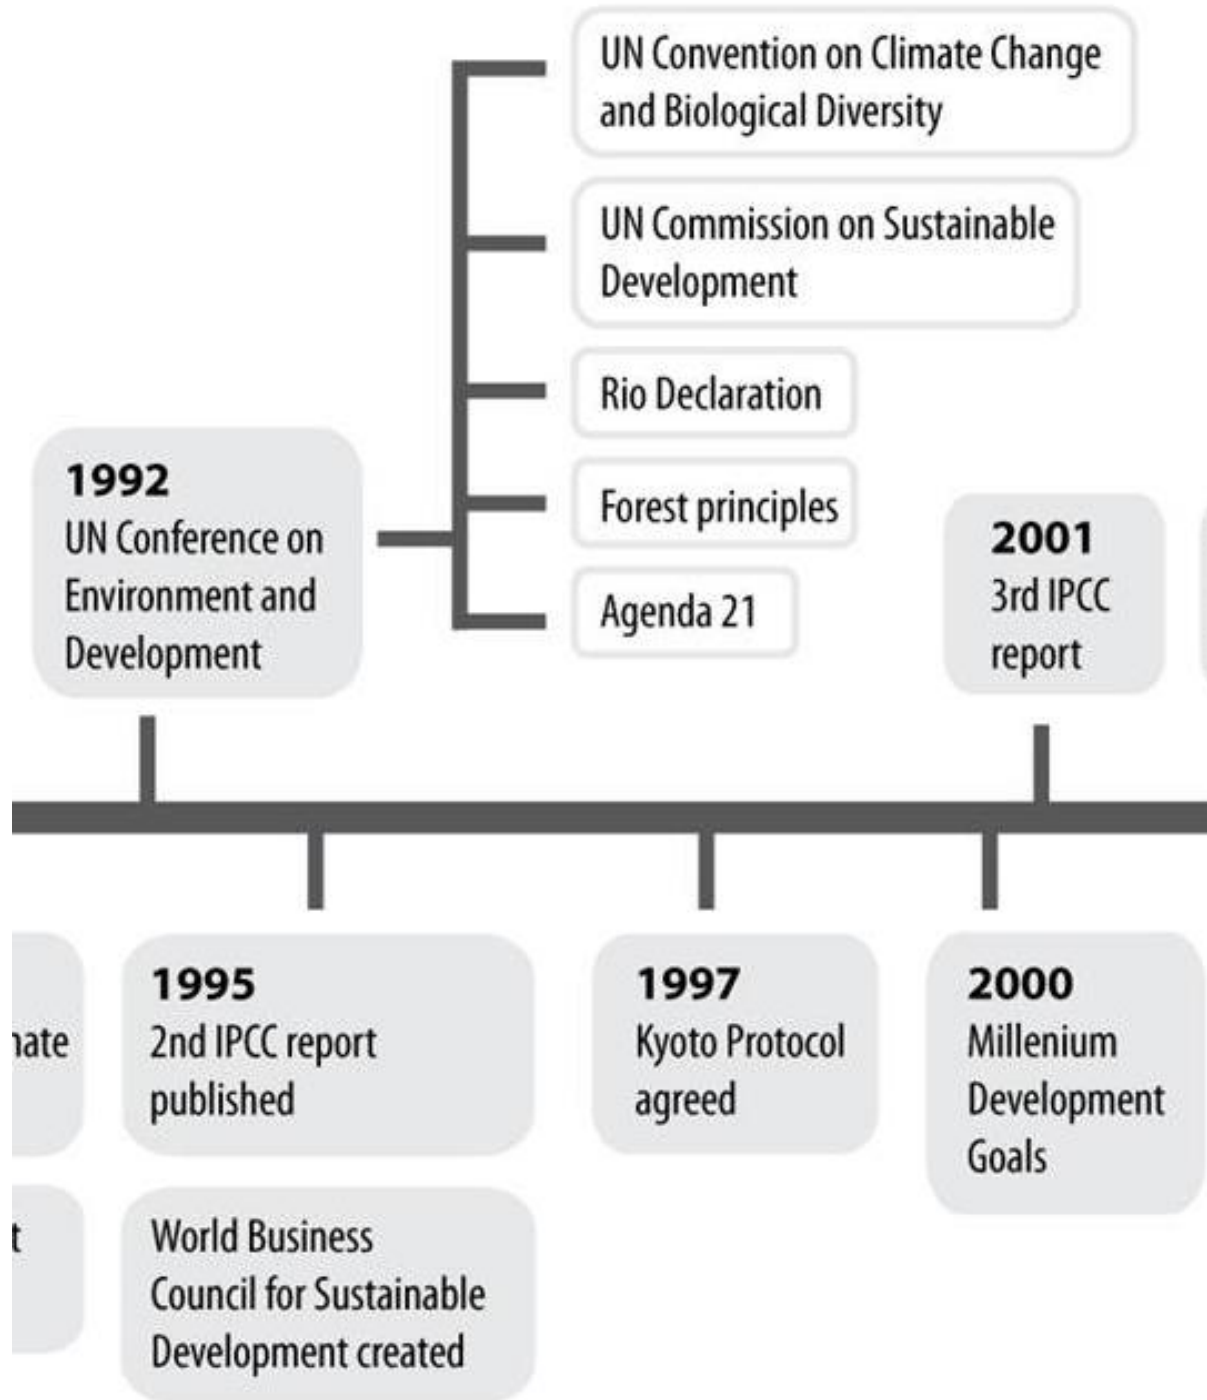 UN Convention on Climate Change
and Biological Diversity
UN Commission on Sustainable
Development
Rio Declaration
Forest principles
Agenda 21
1992
UN Conference on
Environment and
Development
2001
3rd IPCC
report
1995
2nd IPCC report
published
World Business
Council for Sustainable
Development created
1997
Kyoto Protocol
agreed
2000
Millenium
Development
Goals